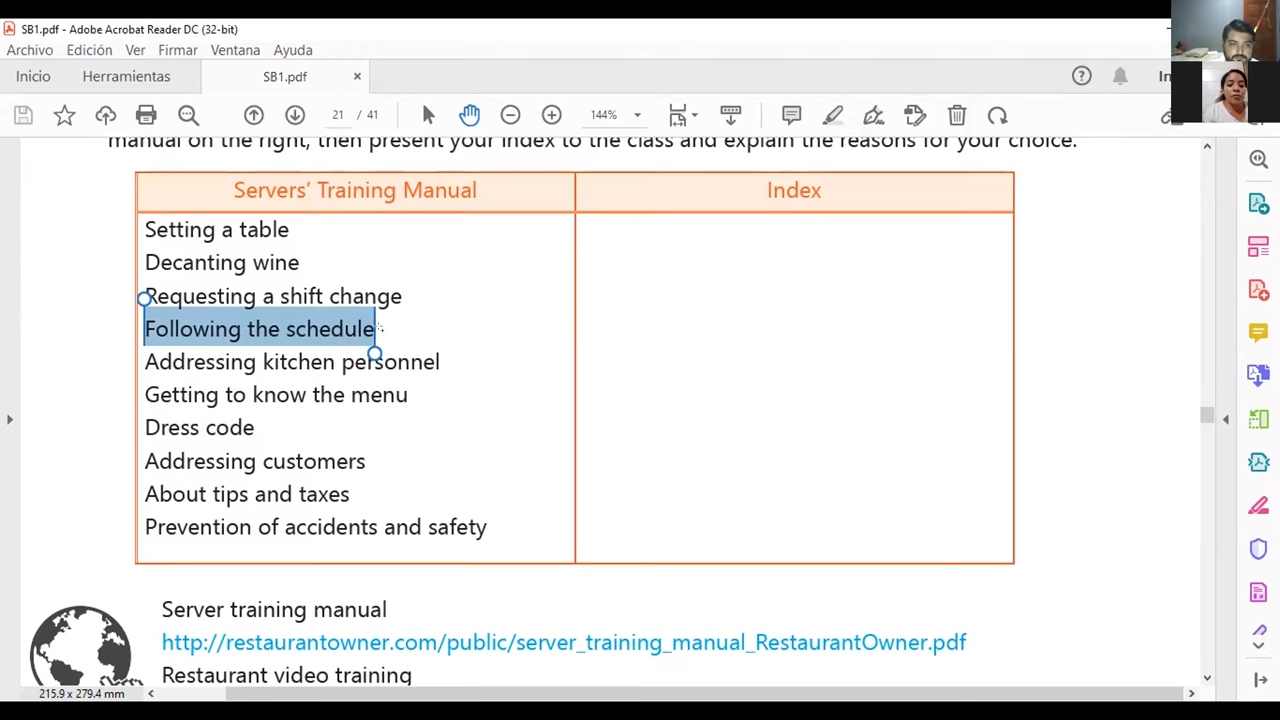 SB1.pdf - Adobe Acrobat Reader DC (32-bit)
Archivo Edición Ver Firmar Ventana Ayuda
Inicio Herramientas SB1.pdf
21 / 41 144%
manual on the right, then present your index to the class and explain the reasons for your choice.
Servers' Training Manual Index
Setting a table
Decanting wine
Requesting a shift change
Following the schedule
Addressing kitchen personnel
Getting to know the menu
Dress code
Addressing customers
About tips and taxes
Prevention of accidents and safety
Server training manual
http://restaurantowner.com/public/server_training_manual_RestaurantOwner.pdf
Restaurant video training
215.9 x 279.4 mm